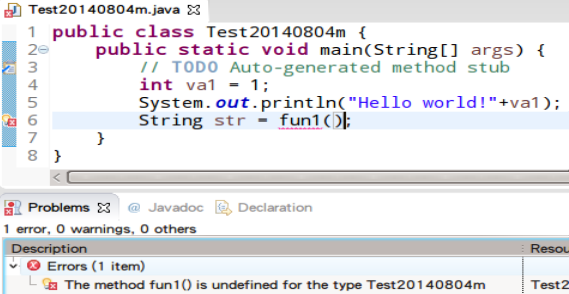 Test20140804m.java
1 public class Test20140804m {
2 public static void main(String[] args) {
3 // TODO Auto-generated method stub
4 int va1 = 1;
5 System.out.println("Hello world!"+va1);
6 String str = fun1();
7 }
8 }
Problems @ Javadoc Declaration
1 error, 0 warnings, 0 others
Description Resou
Errors (1 item)
The method fun1() is undefined for the type Test20140804m Test2